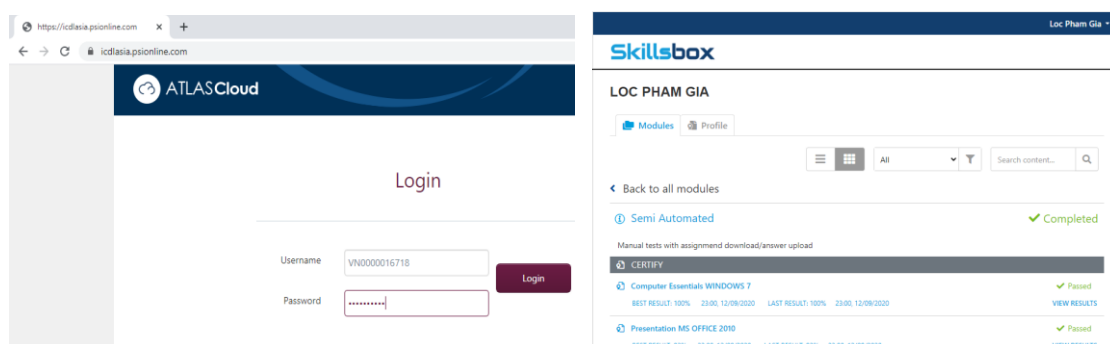 https://icdlasia.psionline.com
icdlasia.psionline.com
ATLASCloud
Login
Username
VN0000016718
Login
Password
Loc Pham Gia
Skillsbox
LOC PHAM GIA
Modules
Profile
All
Search content...
Back to all modules
Semi Automated
Completed
Manual tests with assignmend download/answer upload
CERTIFY
Computer Essentials WINDOWS 7
Passed
BEST RESULT: 100% 23:00, 12/09/2020 LAST RESULT: 100% 23:00, 12/09/2020
VIEW RESULTS
Presentation MS OFFICE 2010
Passed